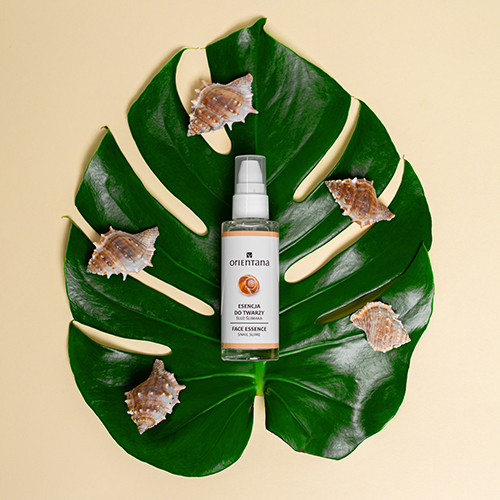 ORIENTANA
ESENCJA
DO TWARZY
ŚLUZ ŚLIMAKA
FACE ESSENCE
SNAIL SLIME